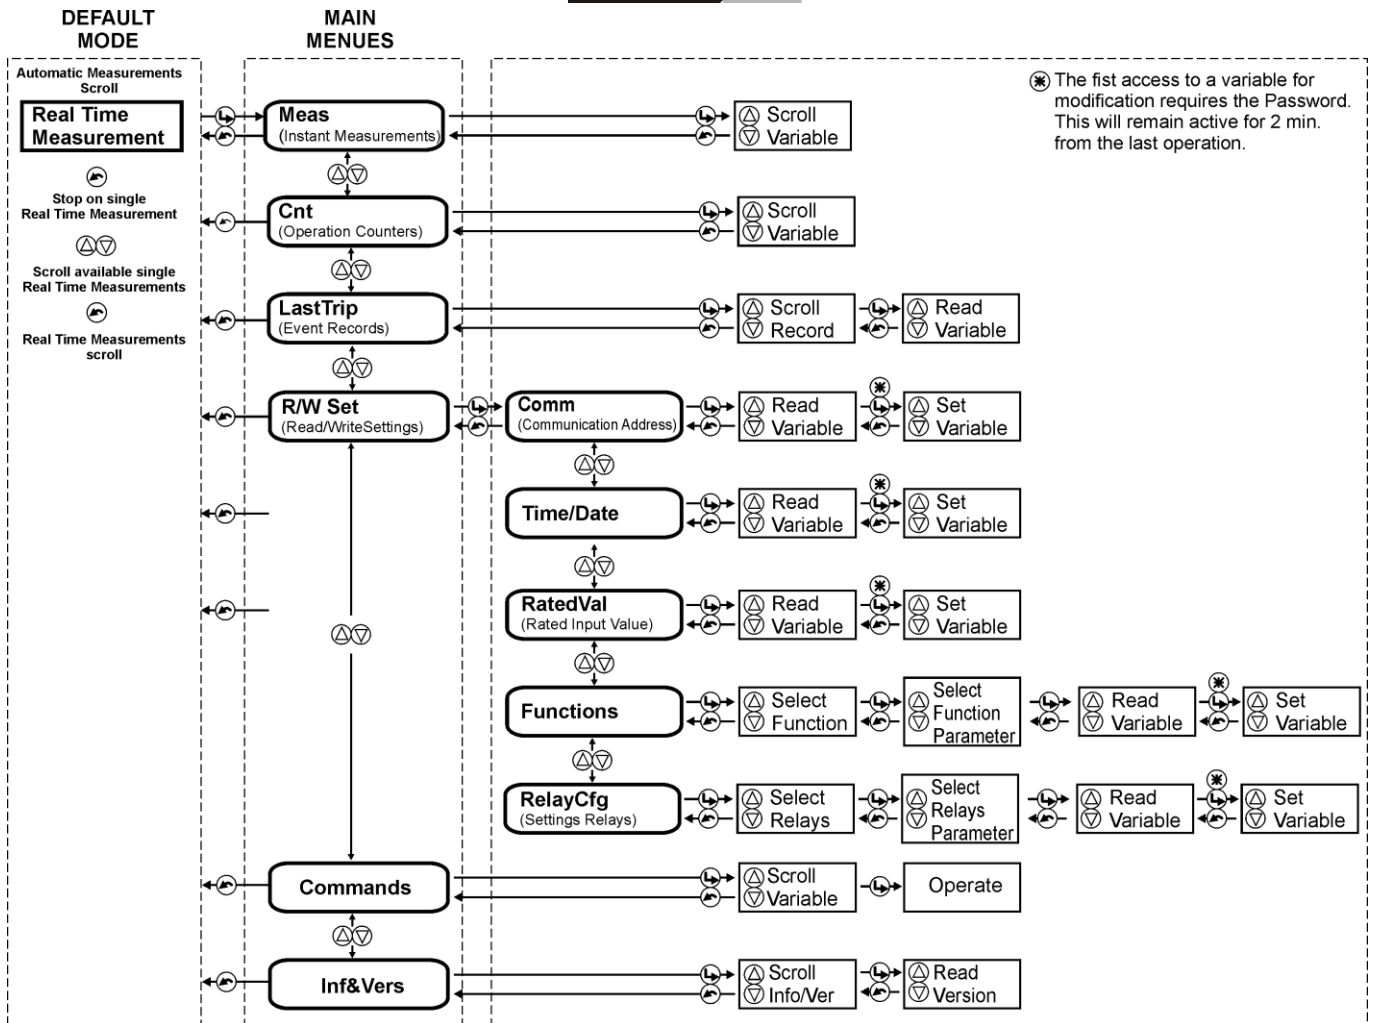 DEFAULT
MODE
MAIN
MENUES
Automatic Measurements
Scroll
Real Time
Measurement
Stop on single
Real Time Measurement
Scroll available single
Real Time Measurements
Real Time Measurements
scroll
The fist access to a variable for
modification requires the Password.
This will remain active for 2 min.
from the last operation.
Meas
(Instant Measurements)
Scroll
Variable
Cnt
(Operation Counters)
Scroll
Variable
LastTrip
(Event Records)
Scroll
Record
Read
Variable
R/W Set
(Read/WriteSettings)
Comm
(Communication Address)
Read
Variable
Set
Variable
Time/Date
Read
Variable
Set
Variable
RatedVal
(Rated Input Value)
Read
Variable
Set
Variable
Functions
Select
Function
Select
Function
Parameter
Read
Variable
Set
Variable
RelayCfg
(Settings Relays)
Select
Relays
Select
Relays
Parameter
Read
Variable
Set
Variable
Commands
Scroll
Variable
Operate
Inf&Vers
Scroll
Info/Ver
Read
Version